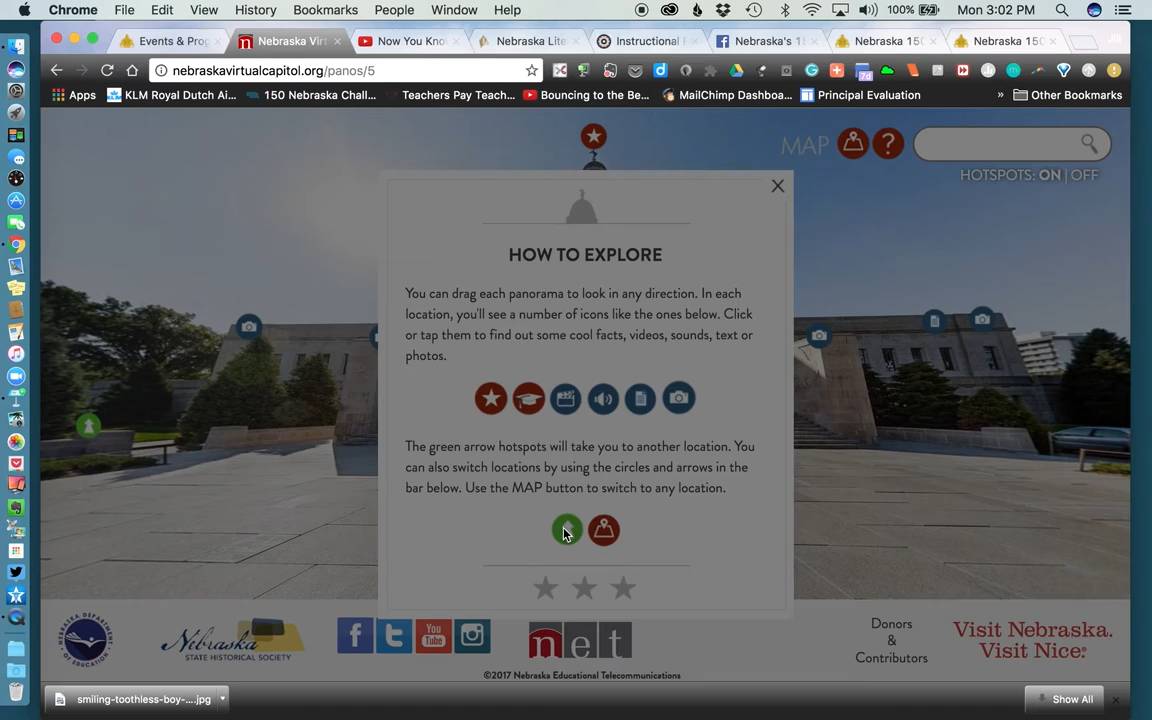 Chrome File Edit View History Bookmarks People Window Help
100% Mon 3:02 PM
Events & Prog
Nebraska Virt
Now You Kno
Nebraska Lite
Instructional
Nebraska's 15
Nebraska 150
Nebraska 150
nebraskavirtualcapitol.org/panos/5
7d
Apps KLM Royal Dutch Ai... 150 Nebraska Chall... Teachers Pay Teach... Bouncing to the Be... MailChimp Dashboa... Principal Evaluation » Other Bookmarks
MAP ?
HOTSPOTS: ON | OFF
X
HOW TO EXPLORE
You can drag each panorama to look in any direction. In each
location, you'll see a number of icons like the ones below. Click
or tap them to find out some cool facts, videos, sounds, text or
photos.
The green arrow hotspots will take you to another location. You
can also switch locations by using the circles and arrows in the
bar below. Use the MAP button to switch to any location.
Nebraska
STATE HISTORICAL SOCIETY
You
Tube
net
©2017 Nebraska Educational Telecommunications
Donors
&
Contributors
Visit Nebraska.
Visit Nice.
smiling-toothless-boy-....jpg
Show All